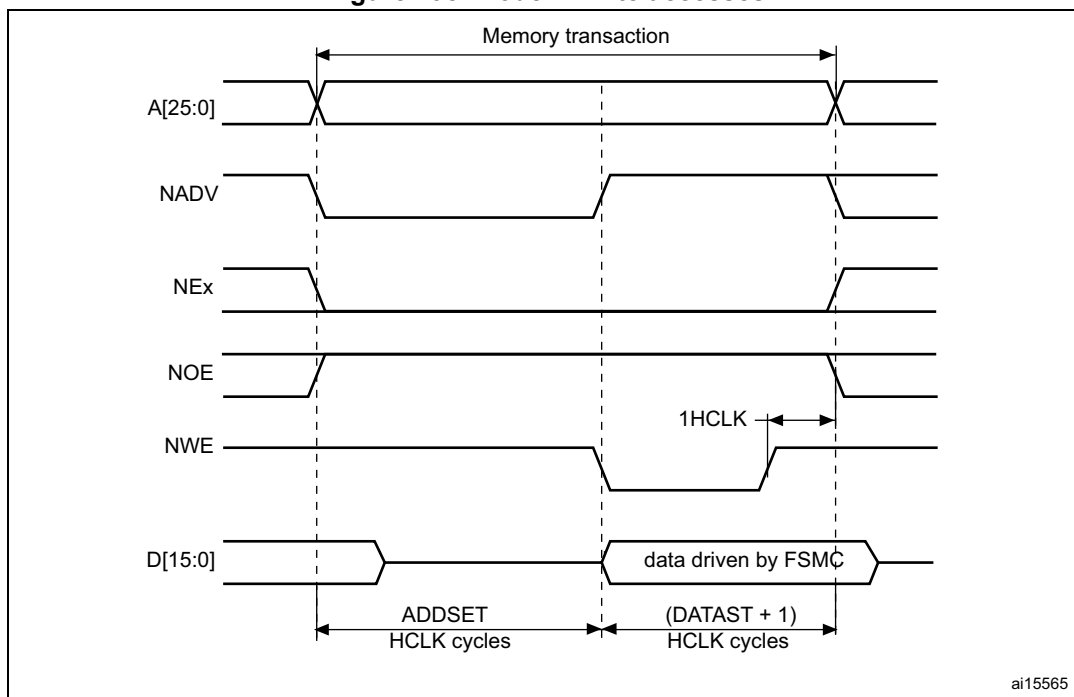 Memory transaction
A[25:0]
NADV
NEx
NOE
1HCLK
NWE
D[15:0]
data driven by FSMC
ADDSET
HCLK cycles
(DATAST + 1)
HCLK cycles
ai15565